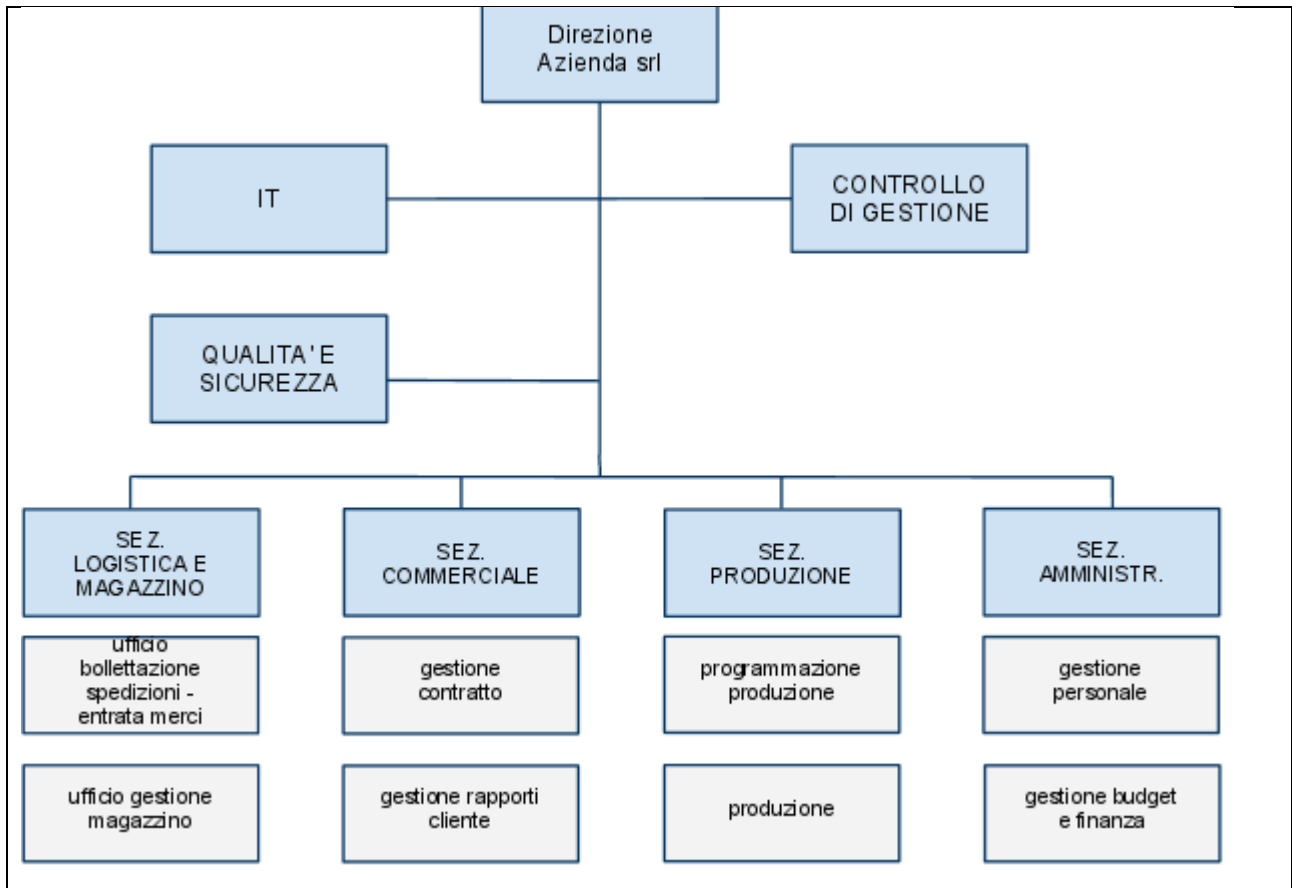 Direzione
Azienda srl
IT
CONTROLLO
DI GESTIONE
QUALITA' E
SICUREZZA
SEZ.
LOGISTICA E
MAGAZZINO
SEZ.
COMMERCIALE
SEZ.
PRODUZIONE
SEZ.
AMMINISTR.
ufficio
bollettazione
spedizioni -
entrata merci
gestione
contratto
programmazione
produzione
gestione
personale
ufficio gestione
magazzino
gestione rapporti
cliente
produzione
gestione budget
e finanza